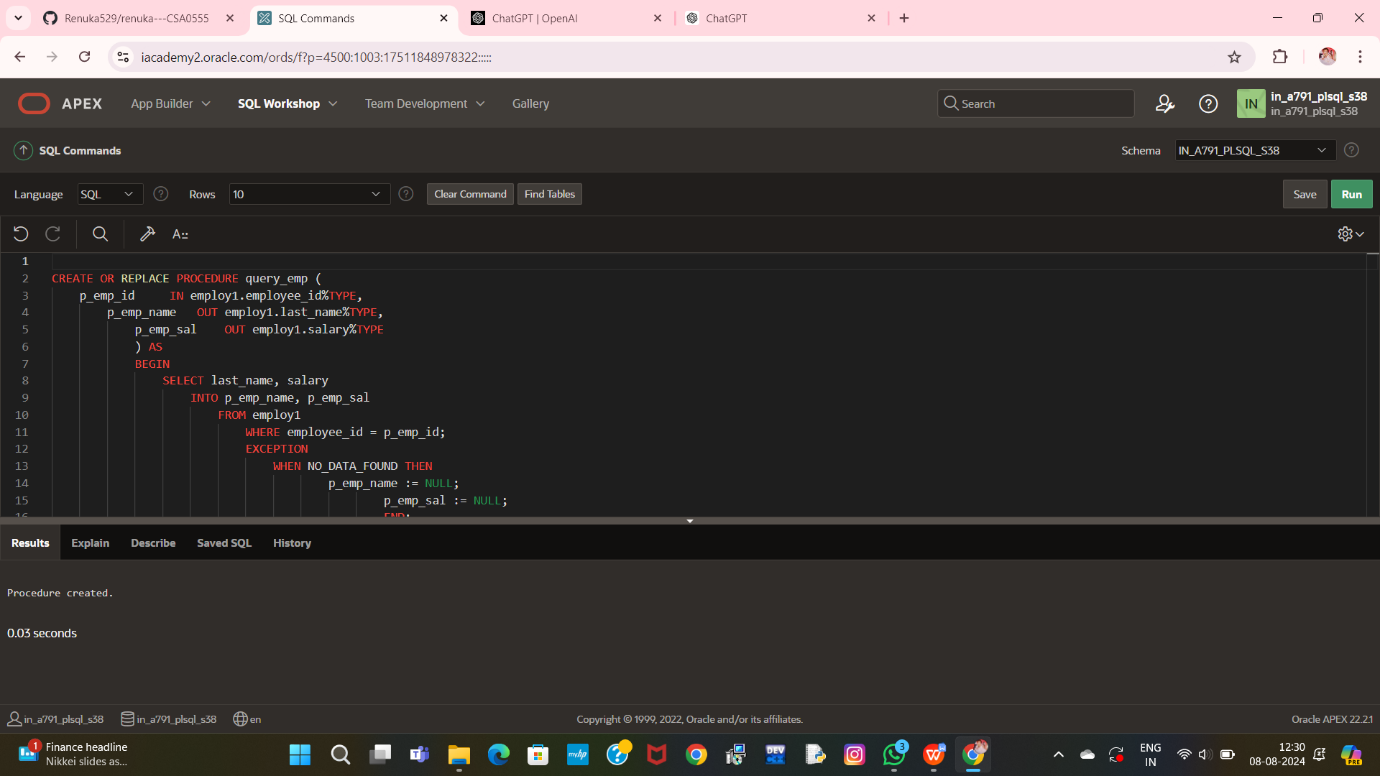 Renuka529/renuka---CSA0555
SQL Commands
ChatGPT | OpenAI
ChatGPT
iacademy2.oracle.com/ords/f?p=4500:1003:17511848978322:::::
APEX
App Builder
SQL Workshop
Team Development
Gallery
Search
IN
in_a791_plsql_s38
in_a791_plsql_s38
SQL Commands
Schema
IN_A791_PLSQL_S38
Language
SQL
Rows
10
Clear Command
Find Tables
Save
Run
1
2 CREATE OR REPLACE PROCEDURE query_emp (
3 p_emp_id IN employ1.employee_id%TYPE,
4 p_emp_name OUT employ1.last_name%TYPE,
5 p_emp_sal OUT employ1.salary%TYPE
6 ) AS
7 BEGIN
8 SELECT last_name, salary
9 INTO p_emp_name, p_emp_sal
10 FROM employ1
11 WHERE employee_id = p_emp_id;
12 EXCEPTION
13 WHEN NO_DATA_FOUND THEN
14 p_emp_name := NULL;
15 p_emp_sal := NULL;
16 END;
Results
Explain
Describe
Saved SQL
History
Procedure created.
0.03 seconds
in_a791_plsql_s38
in_a791_plsql_s38
en
Copyright © 1999, 2022, Oracle and/or its affiliates.
Oracle APEX 22.2.1
1
Finance headline
Nikkei slides as...
myhp
DEV
3
ENG
IN
12:30
08-08-2024
PRE